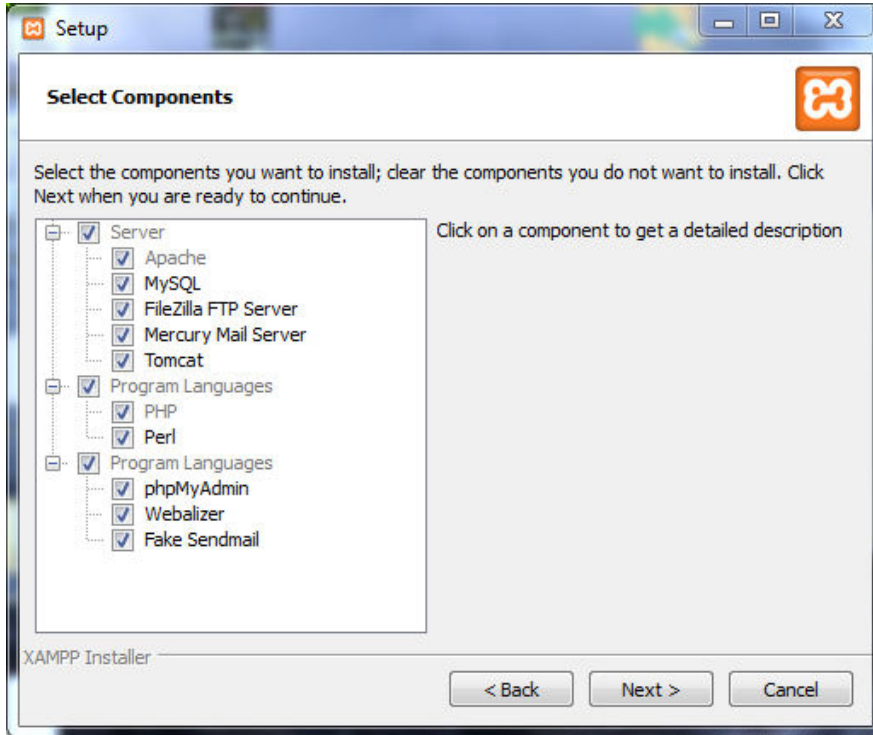 Setup
Select Components
Select the components you want to install; clear the components you do not want to install. Click
Next when you are ready to continue.
Server
Apache
MySQL
FileZilla FTP Server
Mercury Mail Server
Tomcat
Program Languages
PHP
Perl
Program Languages
phpMyAdmin
Webalizer
Fake Sendmail
Click on a component to get a detailed description
XAMPP Installer
< Back
Next >
Cancel